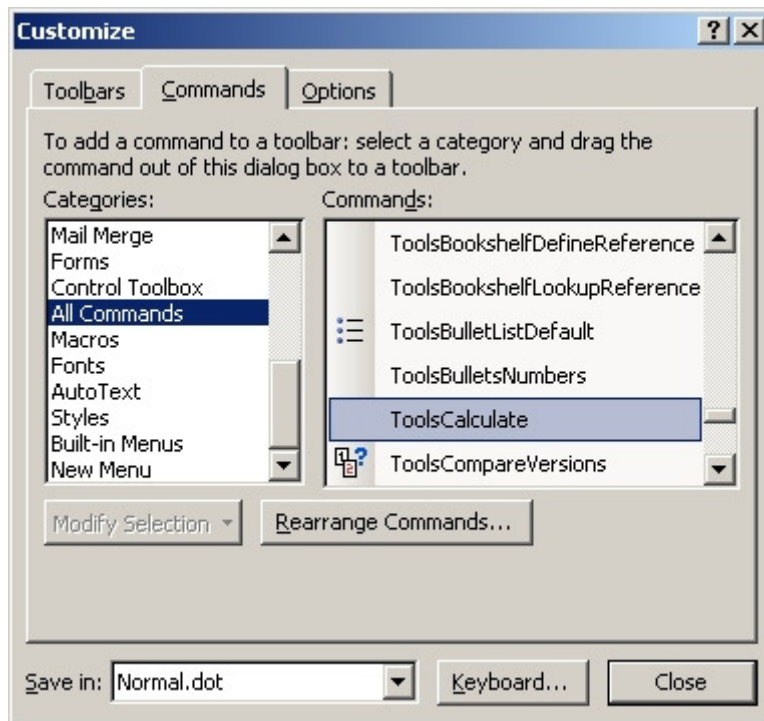 Customize
Toolbars
Commands
Options
To add a command to a toolbar: select a category and drag the
command out of this dialog box to a toolbar.
Categories:
Commands:
Mail Merge
Forms
Control Toolbox
All Commands
Macros
Fonts
AutoText
Styles
Built-in Menus
New Menu
ToolsBookshelfDefineReference
ToolsBookshelfLookupReference
ToolsBulletListDefault
ToolsBulletsNumbers
ToolsCalculate
ToolsCompareVersions
Modify Selection
Rearrange Commands...
Save in:
Normal.dot
Keyboard...
Close